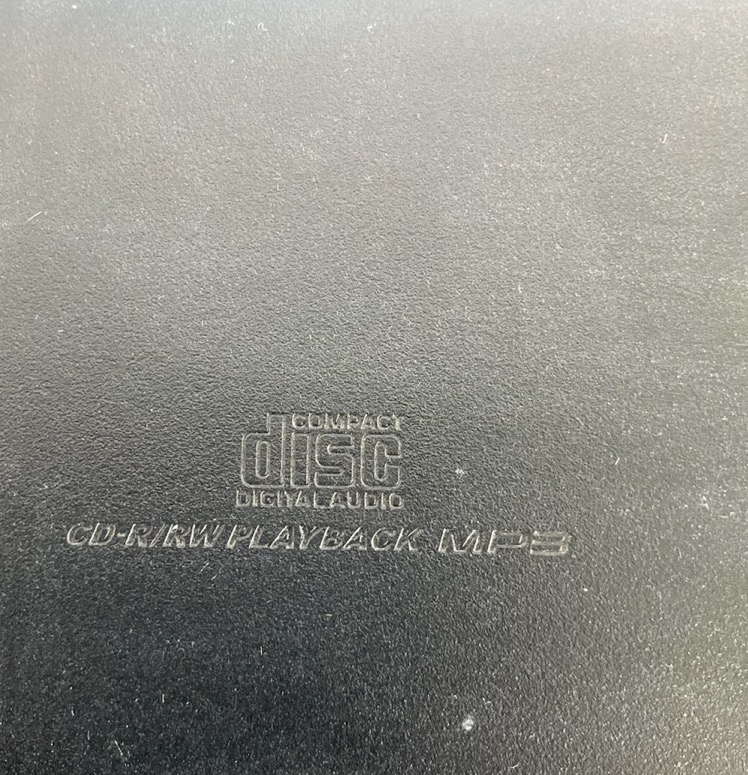 COMPACT
disc
DIGITAL AUDIO
CD-R/RW PLAYBACK MP3